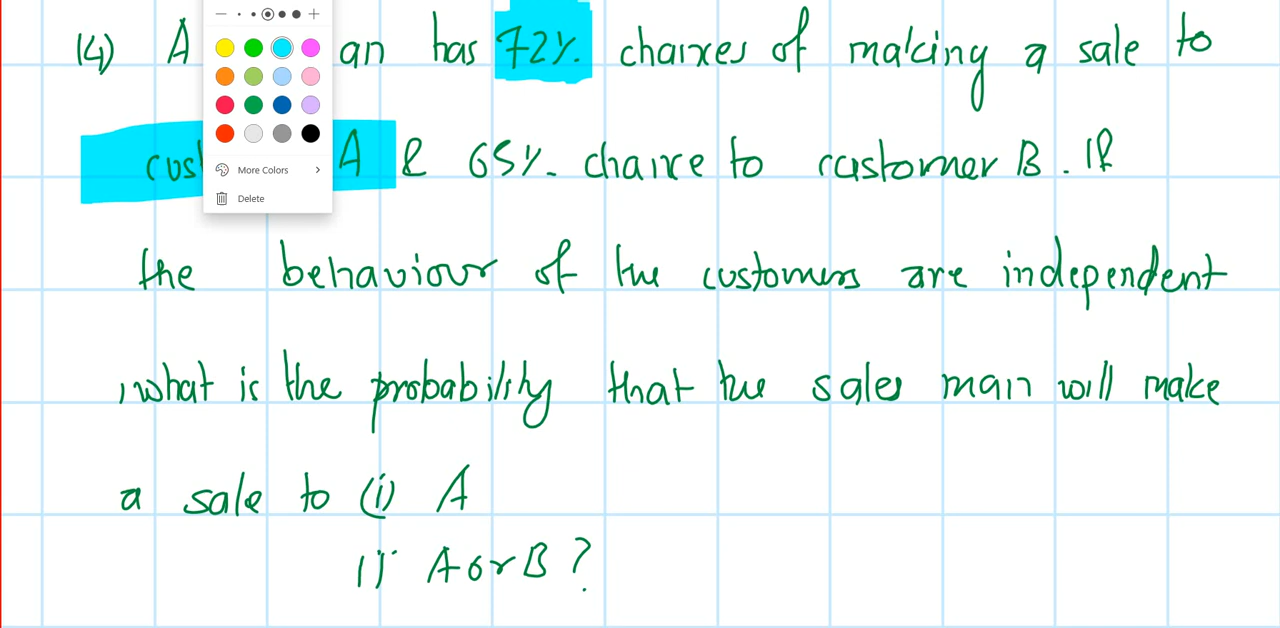 (4) A an has 72% chances of making a sale to
More Colors
Delete
A & 65% chance to customer B. If
the behaviour of the customers are independent
, what is the probability that the sales man will make
a sale to (i) A
ii) A or B ?